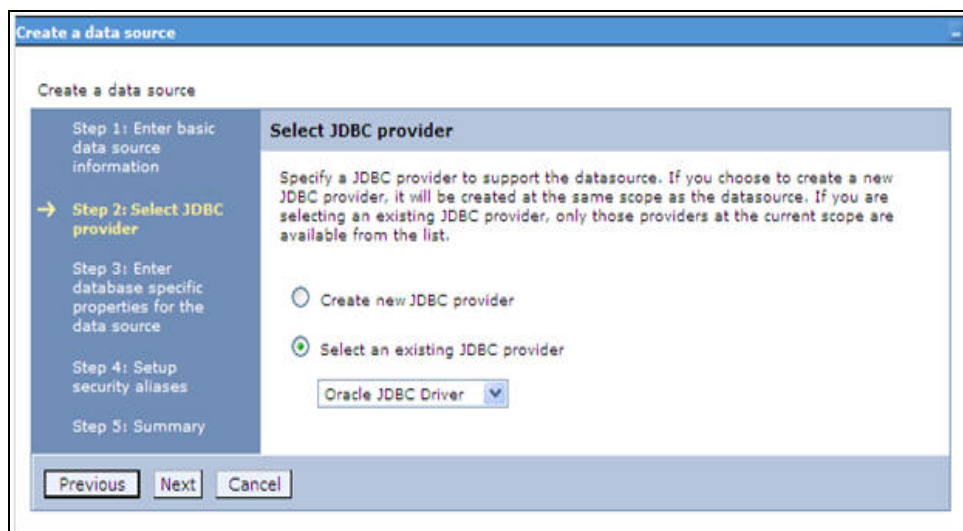 Create a data source
Create a data source
Step 1: Enter basic
data source
information
Step 2: Select JDBC
provider
Step 3: Enter
database specific
properties for the
data source
Step 4: Setup
security aliases
Step 5: Summary
Select JDBC provider
Specify a JDBC provider to support the datasource. If you choose to create a new
JDBC provider, it will be created at the same scope as the datasource. If you are
selecting an existing JDBC provider, only those providers at the current scope are
available from the list.
Create new JDBC provider
Select an existing JDBC provider
Oracle JDBC Driver
Previous Next Cancel